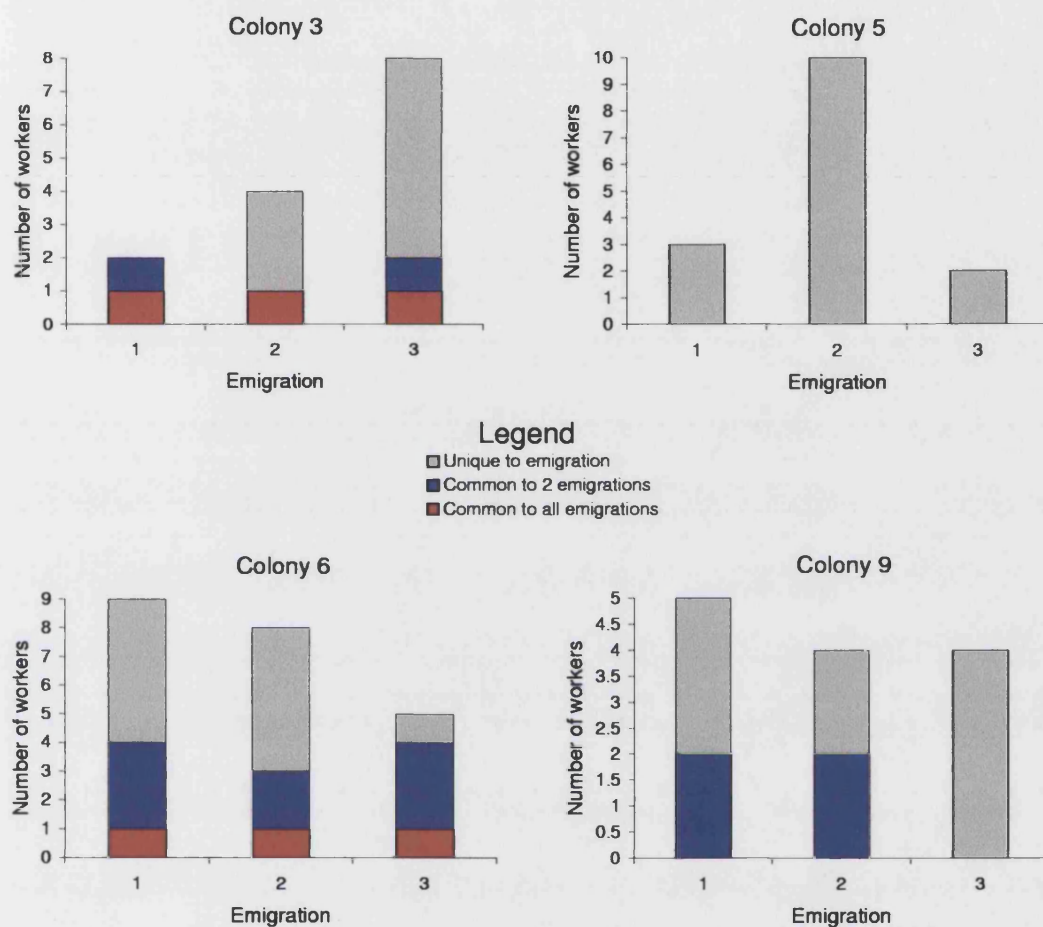 Colony 3
Number of workers
8
7
6
5
4
3
2
1
0
1 2 3
Emigration
Colony 5
Number of workers
10
9
8
7
6
5
4
3
2
1
0
1 2 3
Emigration
Legend
Unique to emigration
Common to 2 emigrations
Common to all emigrations
Colony 6
Number of workers
9
8
7
6
5
4
3
2
1
0
1 2 3
Emigration
Colony 9
Number of workers
5
4.5
4
3.5
3
2.5
2
1.5
1
0.5
0
1 2 3
Emigration